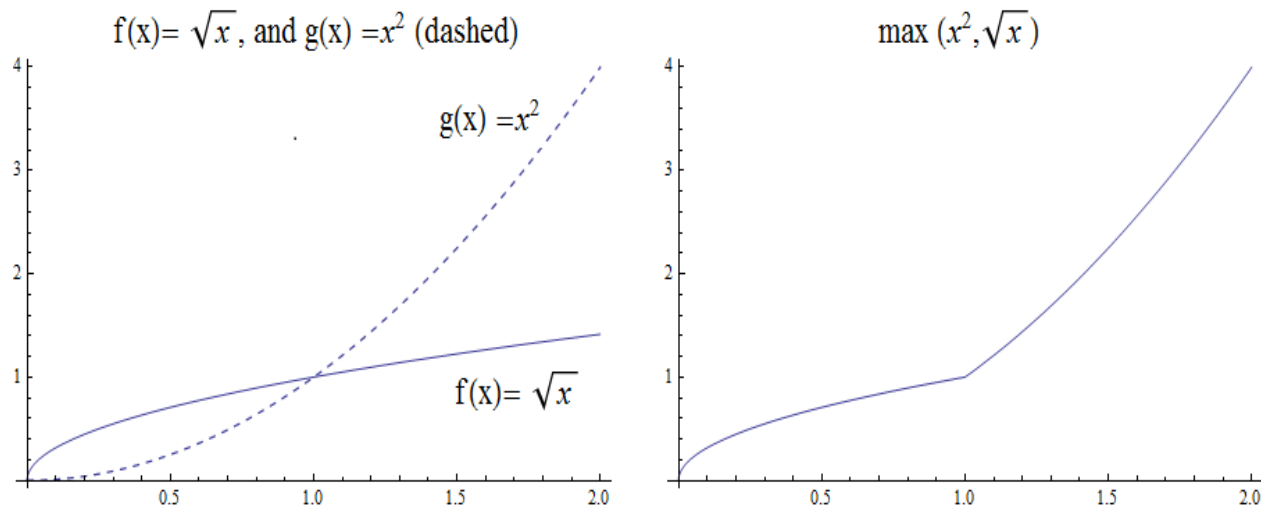 f(x)= √x , and g(x) =x² (dashed)
4
g(x) =x²
3
2
1
f(x)= √x
0.5 1.0 1.5 2.0
max (x²,√x )
4
3
2
1
0.5 1.0 1.5 2.0